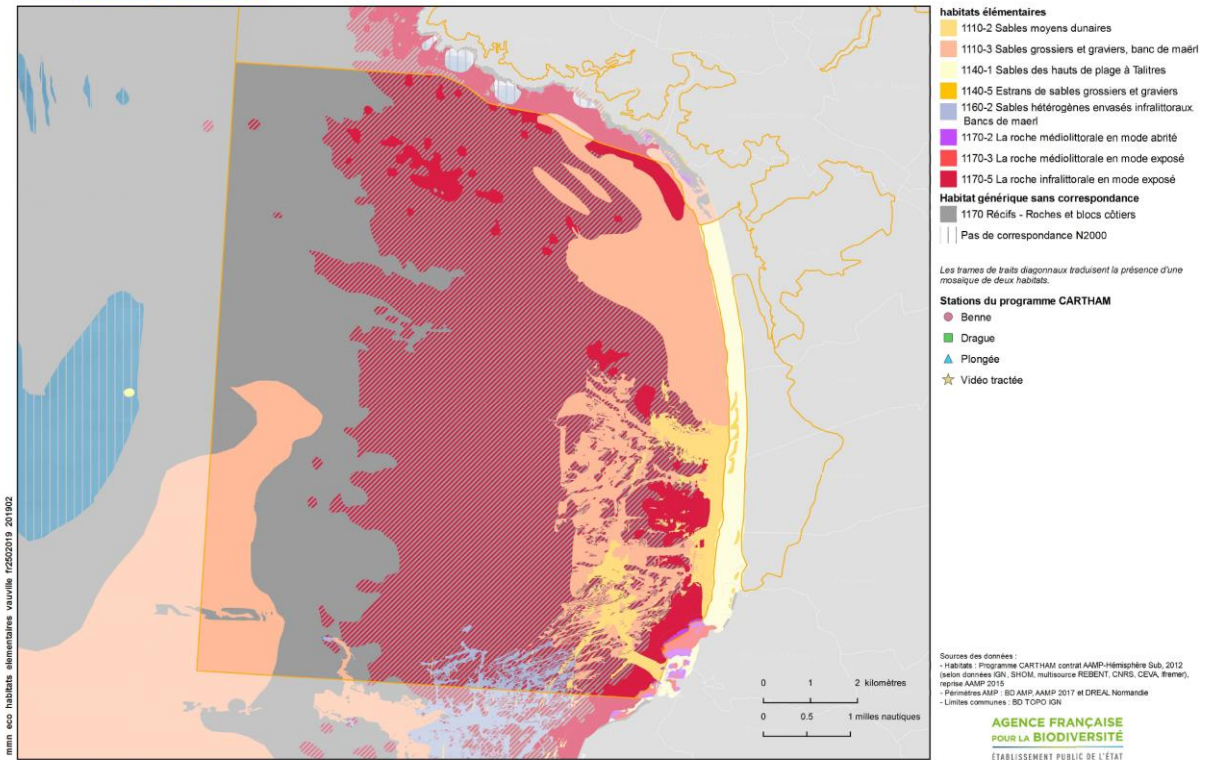 habitats élémentaires
1110-2 Sables moyens dunaires
1110-3 Sables grossiers et graviers, banc de maërl
1140-1 Sables des hauts de plage à Talitres
1140-5 Estrans de sables grossiers et graviers
1160-2 Sables hétérogènes envasés infralittoraux.
Bancs de maerl
1170-2 La roche médiolittorale en mode abrité
1170-3 La roche médiolittorale en mode exposé
1170-5 La roche infralittorale en mode exposé
Habitat générique sans correspondance
1170 Récifs - Roches et blocs côtiers
Pas de correspondance N2000
Les trames de traits diagonnaux traduisent la présence d'une
mosaïque de deux habitats.
Stations du programme CARTHAM
Benne
Drague
Plongée
Vidéo tractée
0 1 2 kilomètres
0 0.5 1 milles nautiques
mmn eco habitats elementaires vauville fr2502019 201902
Sources des données :
- Habitats : Programme CARTHAM contrat AAMP-Hémisphère Sub, 2012
(selon données IGN, SHOM, multisource REBENT, CNRS, CEVA, Ifremer),
reprise AAMP 2015
- Périmètres AMP : BD AMP, AAMP 2017 et DREAL Normandie
- Limites communes : BD TOPO IGN
AGENCE FRANÇAISE
POUR LA BIODIVERSITÉ
ÉTABLISSEMENT PUBLIC DE L'ÉTAT